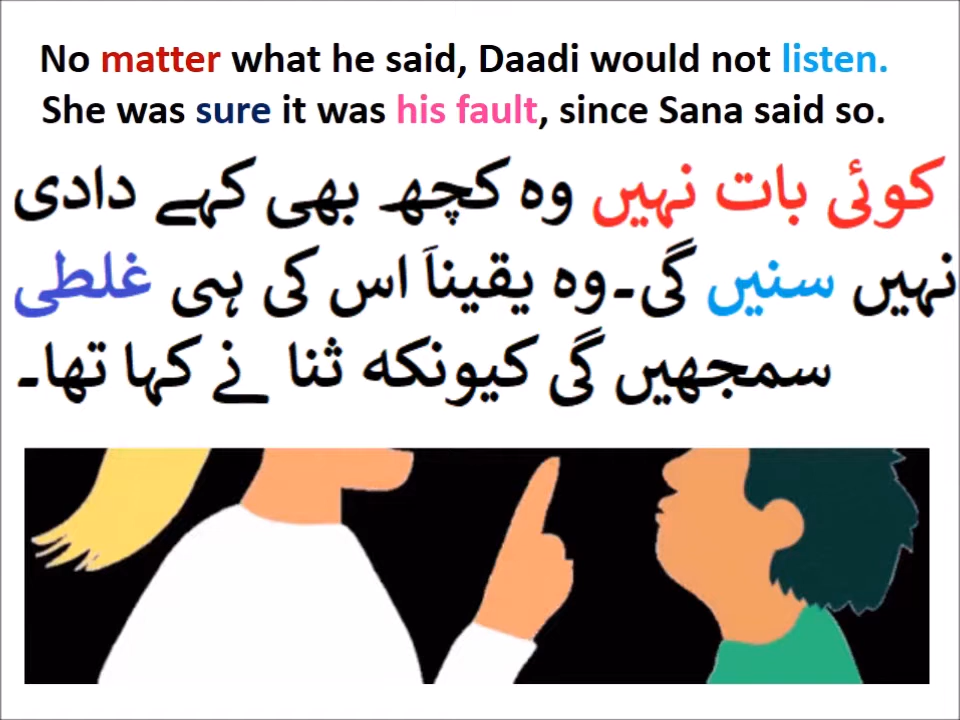 No matter what he said, Daadi would not listen.
She was sure it was his fault, since Sana said so.
کوئی بات نہیں وہ کچھ بھی کہے دادی
نہیں سنیں گی۔وہ یقیناََ اس کی ہی غلطی
سمجھیں گی کیونکہ ثنا نے کہا تھا۔